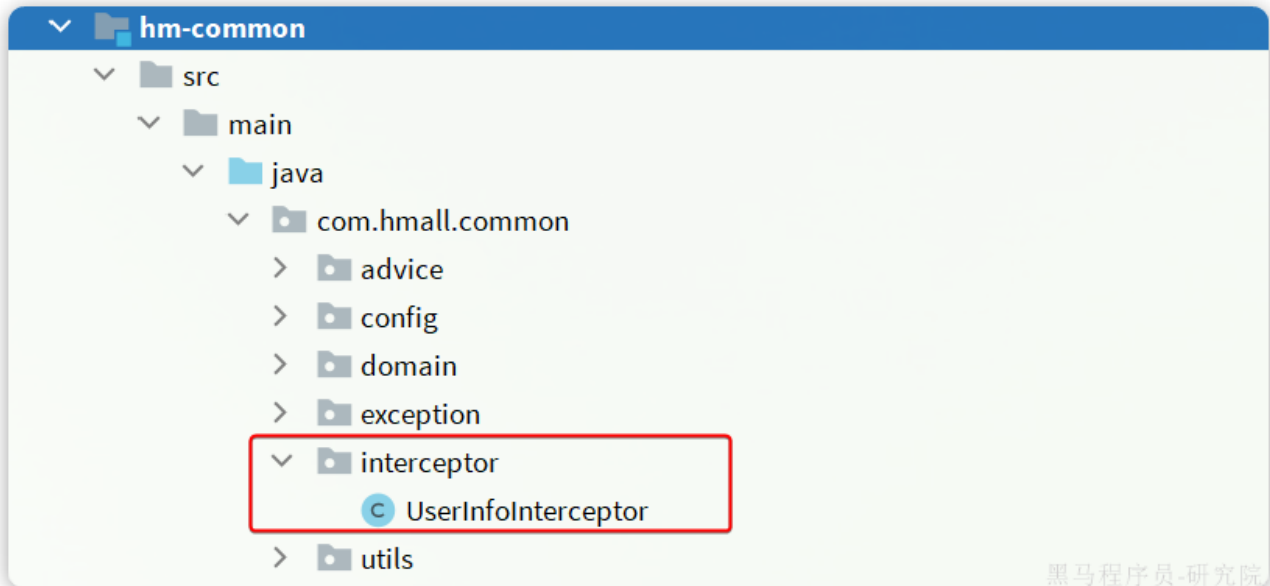 hm-common
src
main
java
com.hmall.common
advice
config
domain
exception
interceptor
C UserInfoInterceptor
utils
黑马程序员-研究院